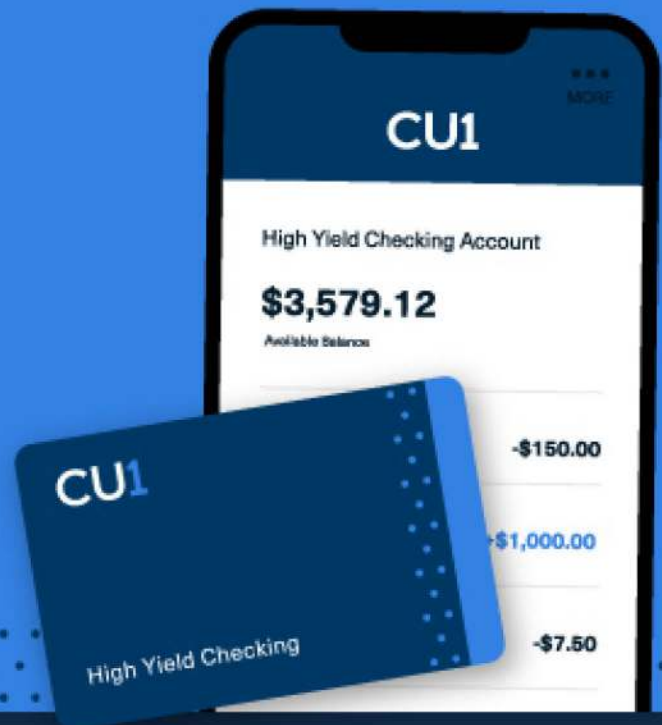 MORE
CU1
High Yield Checking Account
$3,579.12
Available Balance
-$150.00
+$1,000.00
-$7.50
CU1
High Yield Checking